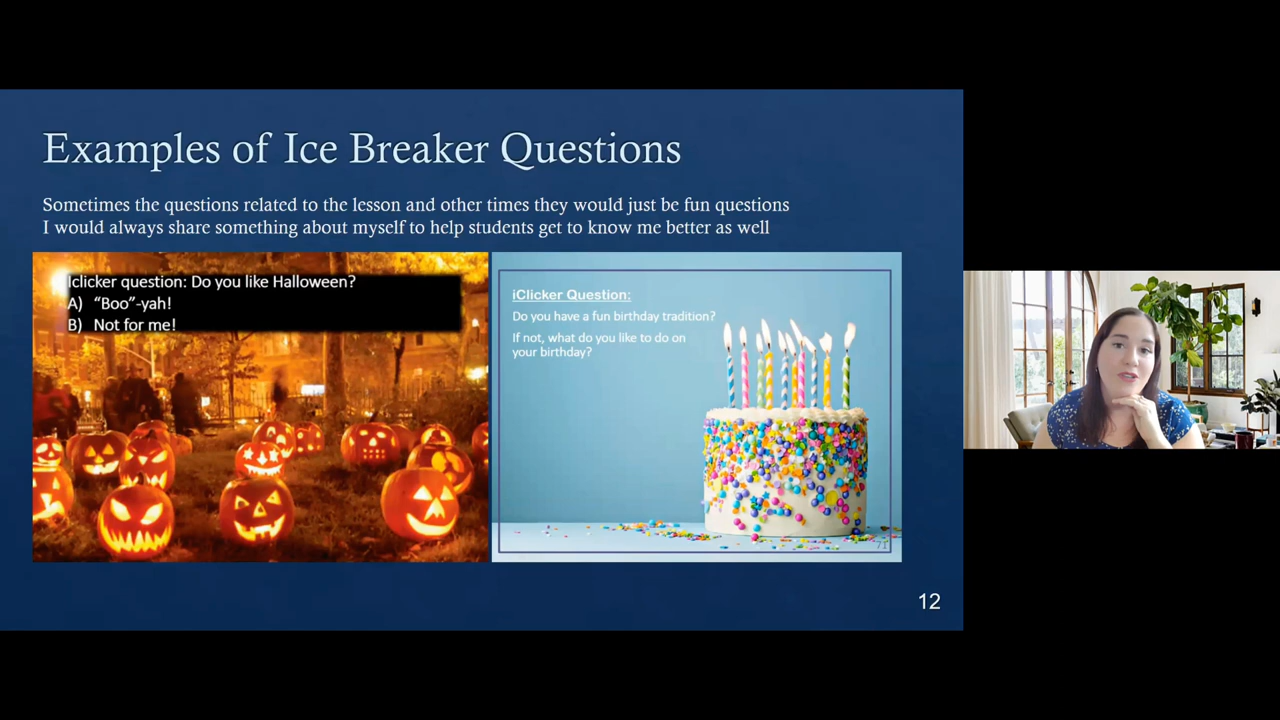 Examples of Ice Breaker Questions
Sometimes the questions related to the lesson and other times they would just be fun questions
I would always share something about myself to help students get to know me better as well
Iclicker question: Do you like Halloween?
A) “Boo”-yah!
B) Not for me!
iClicker Question:
Do you have a fun birthday tradition?
If not, what do you like to do on
your birthday?
71
12